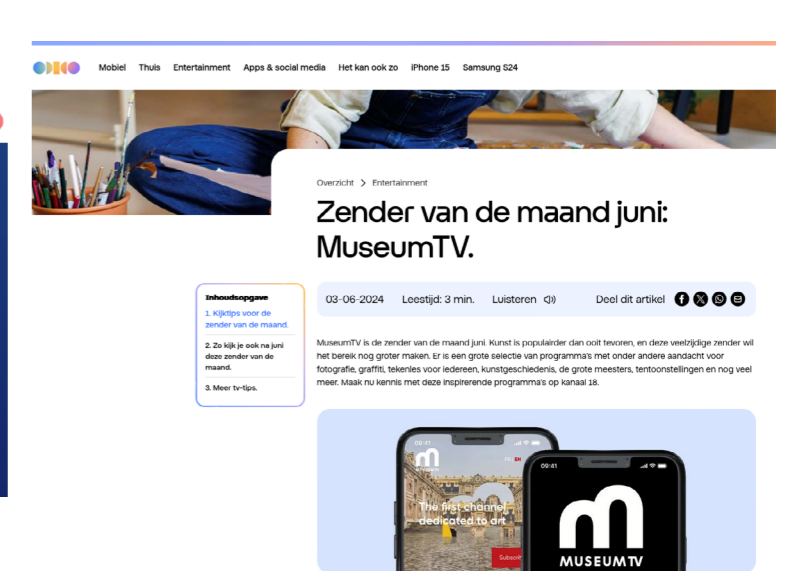 Mobiel Thuis Entertainment Apps & social media Het kan ook zo iPhone 15 Samsung S24
Overzicht > Entertainment
Zender van de maand juni:
MuseumTV.
Inhoudsopgave
1. Kijktips voor de
zender van de maand.
2. Zo kijk je ook na juni
deze zender van de
maand.
3. Meer tv-tips.
03-06-2024 Leestijd: 3 min. Luisteren Deel dit artikel
MuseumTV is de zender van de maand juni. Kunst is populairder dan ooit tevoren, en deze veelzijdige zender wil
het bereik nog groter maken. Er is een grote selectie van programma's met onder andere aandacht voor
fotografie, graffiti, tekenles voor iedereen, kunstgeschiedenis, de grote meesters, tentoonstellingen en nog veel
meer. Maak nu kennis met deze inspirerende programma's op kanaal 18.
09:41
MUSEUMTV
FR EN
The first channel
dedicated to art
Subscri
09:41
MUSEUMTV